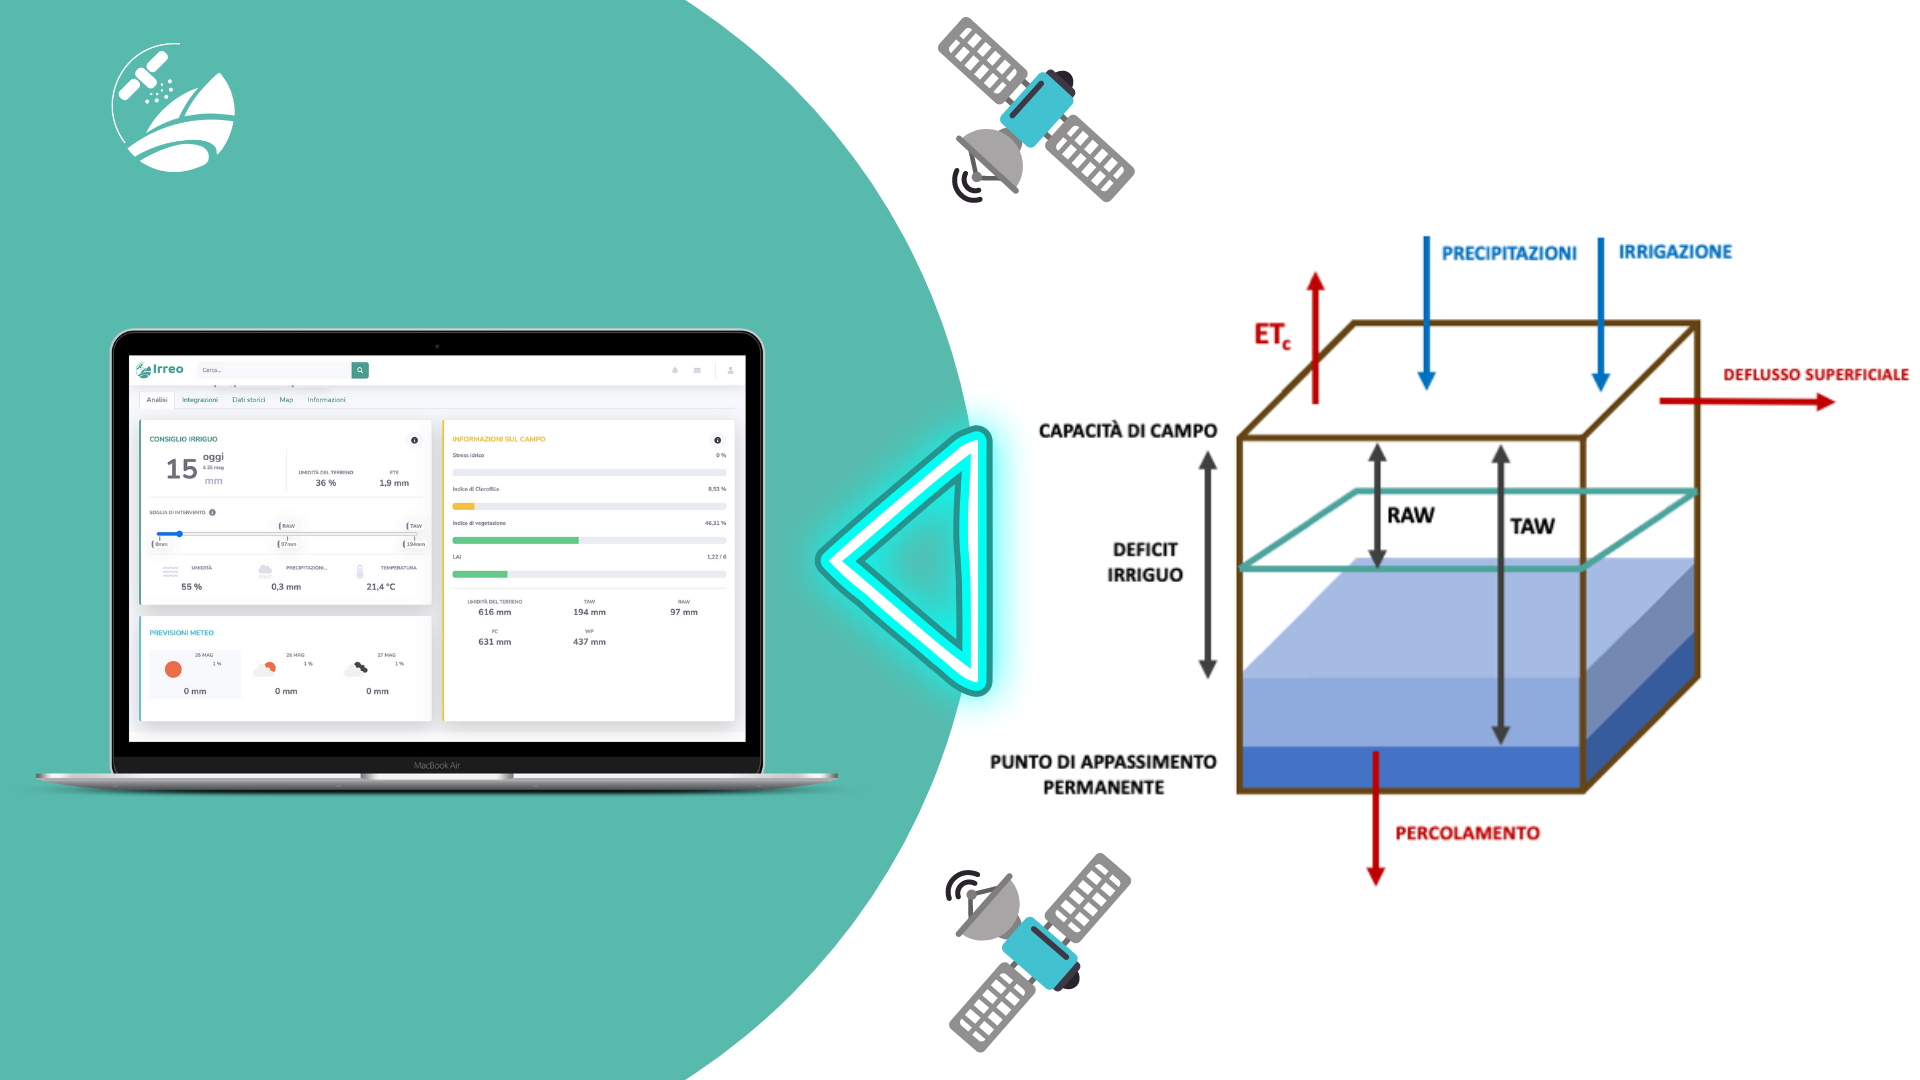 Irreo
Cerca...
Analisi Integrazioni Dati storici Map Informazioni
CONSIGLIO IRRIGUO
15 oggi
mm
UMIDITÀ DEL TERRENO
36 %
ETE
1,9 mm
SOGLIA DI INTERVENTO
RAW TAW
0mm 97mm 194mm
UMIDITÀ
55 %
PRECIPITAZIONI...
0,3 mm
TEMPERATURA
21,4 °C
PREVISIONI METEO
25 MAG
1 %
0 mm
26 MAG
1 %
0 mm
27 MAG
1 %
0 mm
INFORMAZIONI SUL CAMPO
Stress idrico 0 %
Indice di Clorofilla 8,53 %
Indice di vegetazione 46,21 %
LAI 1,22 / 6
UMIDITÀ DEL TERRENO
616 mm
TAW
194 mm
RAW
97 mm
FC
631 mm
WP
437 mm
MacBook Air
PRECIPITAZIONI
IRRIGAZIONE
ETc
DEFLUSSO SUPERFICIALE
CAPACITÀ DI CAMPO
RAW
TAW
DEFICIT
IRRIGUO
PUNTO DI APPASSIMENTO
PERMANENTE
PERCOLAMENTO